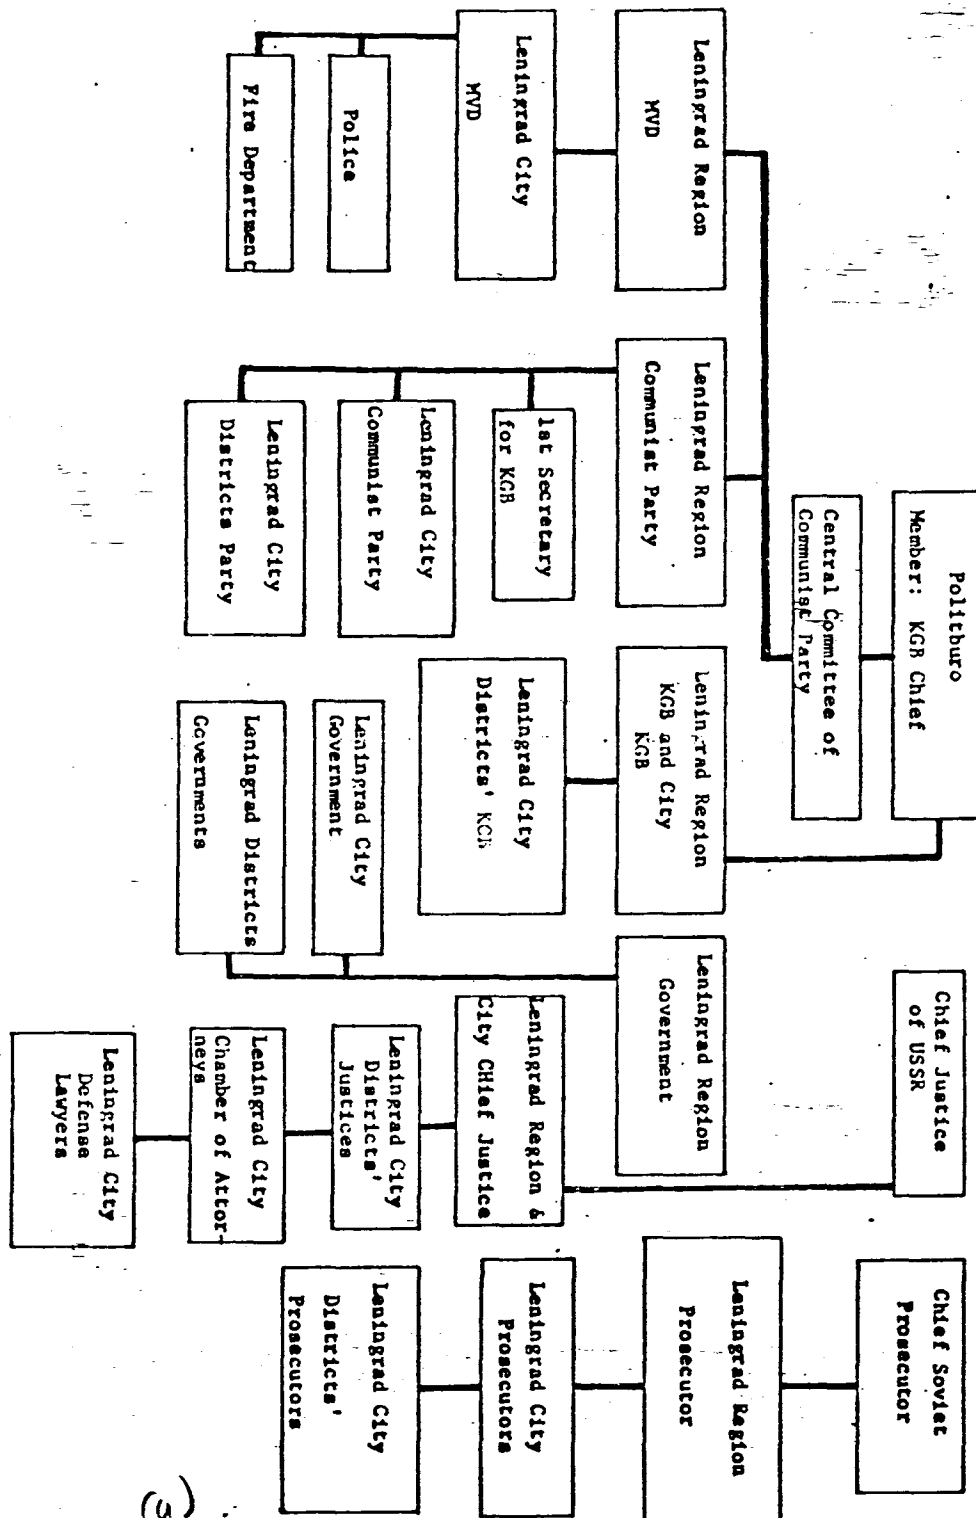 Politburo
Member: KGB Chief
Chief Justice
of USSR
Chief Soviet
Prosecutor
Central Committee of
Communist Party
Leningrad Region
MVD
Leningrad Region
Communist Party
Leningrad Region
KGB and City
KGB
Leningrad Region
Government
Leningrad Region
Prosecutor
Leningrad City
MVD
Police
Fire Department
1st Secretary
for KGB
Leningrad City
Communist Party
Leningrad City
Districts Party
Leningrad City
Districts' KGB
Leningrad City
Government
Leningrad Districts
Governments
Leningrad Region &
City CHief Justice
Leningrad City
Districts'
Justices
Leningrad City
Chamber of Attor-
neys
Leningrad City
Defense
Lawyers
Leningrad City
Prosecutors
Leningrad City
Districts'
Prosecutors